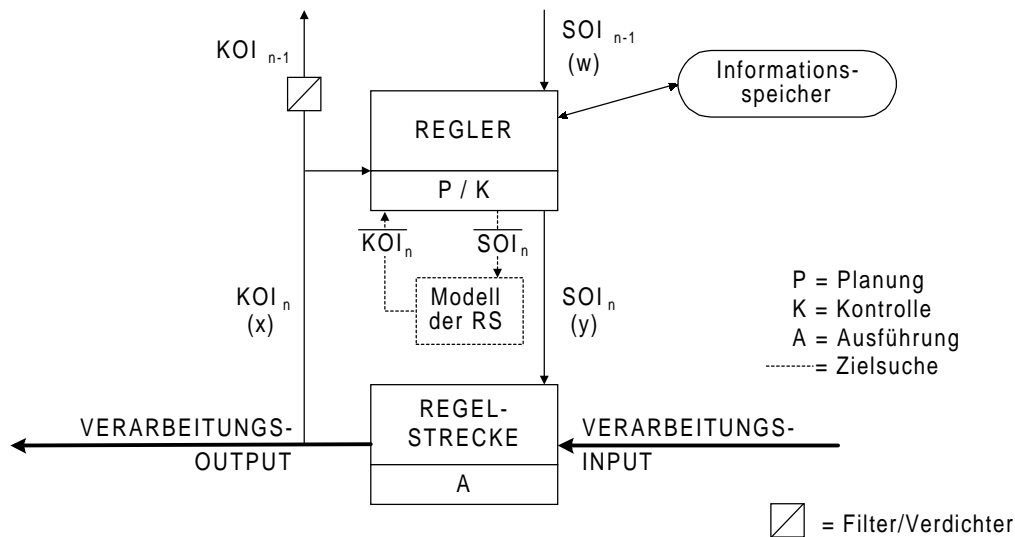 KOI n-1
SOI n-1
(w)
Informations-
speicher
REGLER
P / K
KOI n
SOI n
Modell
der RS
KOI n
(x)
SOI n
(y)
P = Planung
K = Kontrolle
A = Ausführung
= Zielsuche
REGEL-
STRECKE
A
VERARBEITUNGS-
OUTPUT
VERARBEITUNGS-
INPUT
= Filter/Verdichter